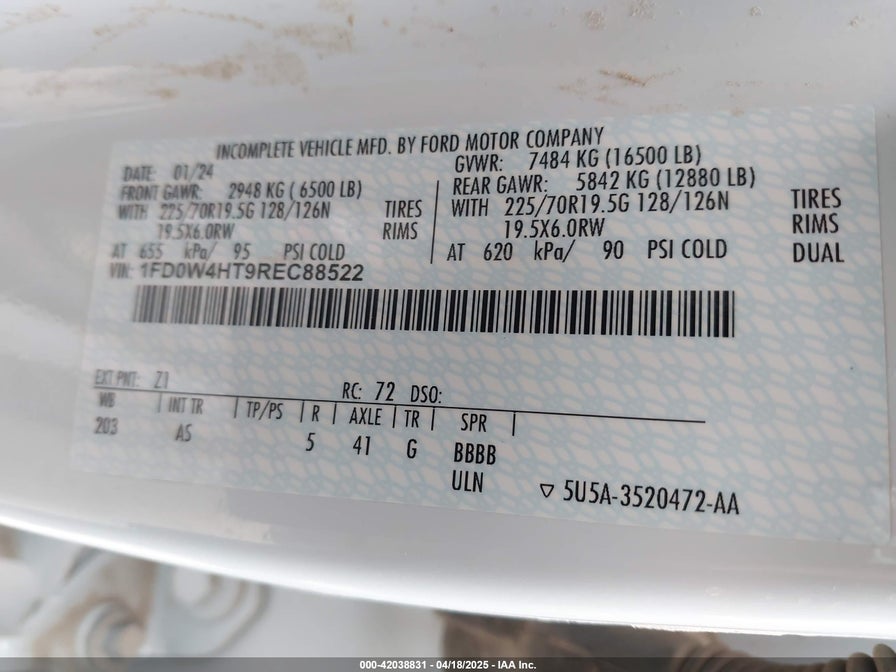 INCOMPLETE VEHICLE MFD. BY FORD MOTOR COMPANY
DATE: 01/24 GVWR: 7484 KG (16500 LB)
FRONT GAWR: 2948 KG ( 6500 LB) REAR GAWR: 5842 KG (12880 LB)
WITH 225/70R19.5G 128/126N TIRES WITH 225/70R19.5G 128/126N TIRES
19.5X6.0RW RIMS 19.5X6.0RW RIMS
AT 655 kPa/ 95 PSI COLD AT 620 kPa/ 90 PSI COLD DUAL
VIN: 1FD0W4HT9REC88522
EXT PNT: Z1 RC: 72 DSO:
WB INT TR TP/PS R AXLE TR SPR
203 AS 5 41 G BBBB
ULN ▽ 5U5A-3520472-AA
000-42038831 - 04/18/2025 - IAA Inc.